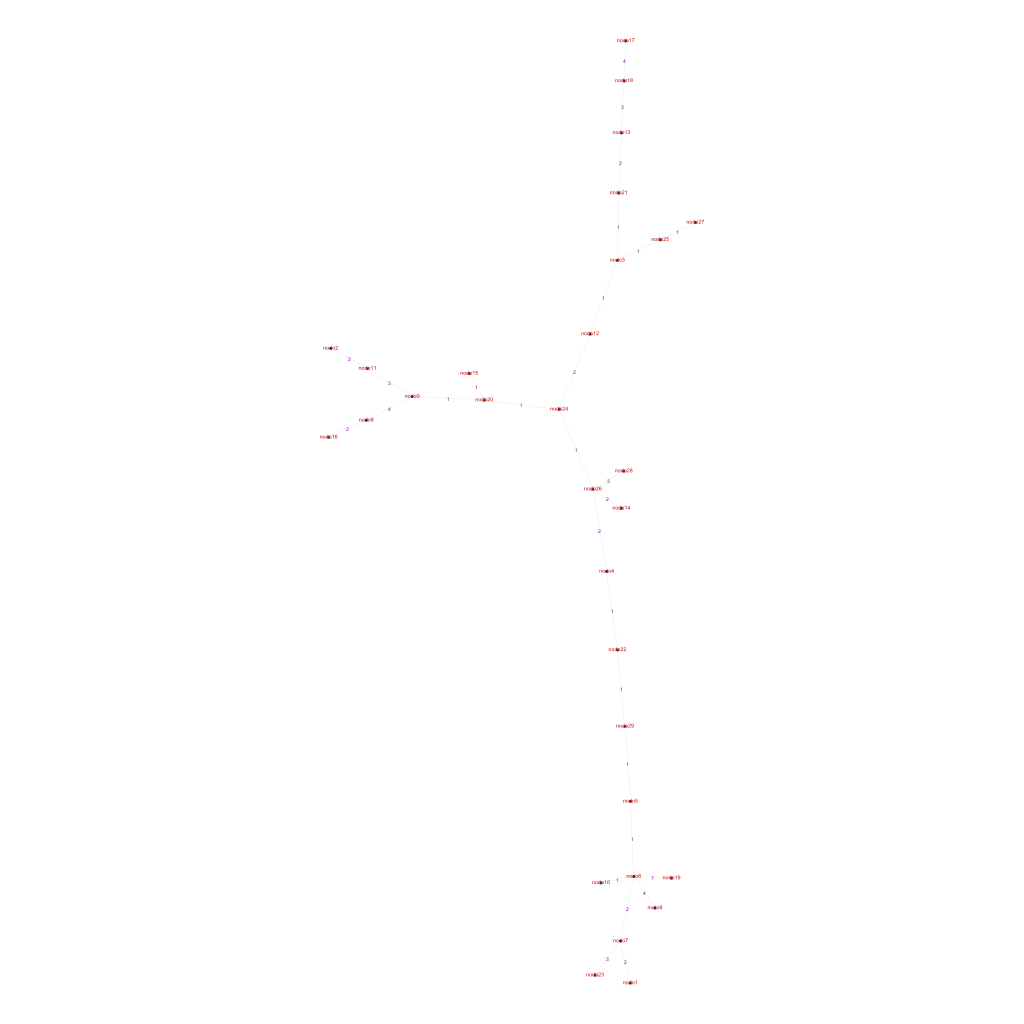 node17
4
node18
3
node13
2
node21
node27
1
1
node25
1
node3
1
node12
node2
2
node11
2
node15
3
1
node0
1
node20
1
node24
4
node8
2
node16
1
node28
3
node26
2
node14
2
node4
1
node22
1
node29
1
node5
1
node6
7
node19
1
node10
4
node9
2
node7
3
2
node23
node1